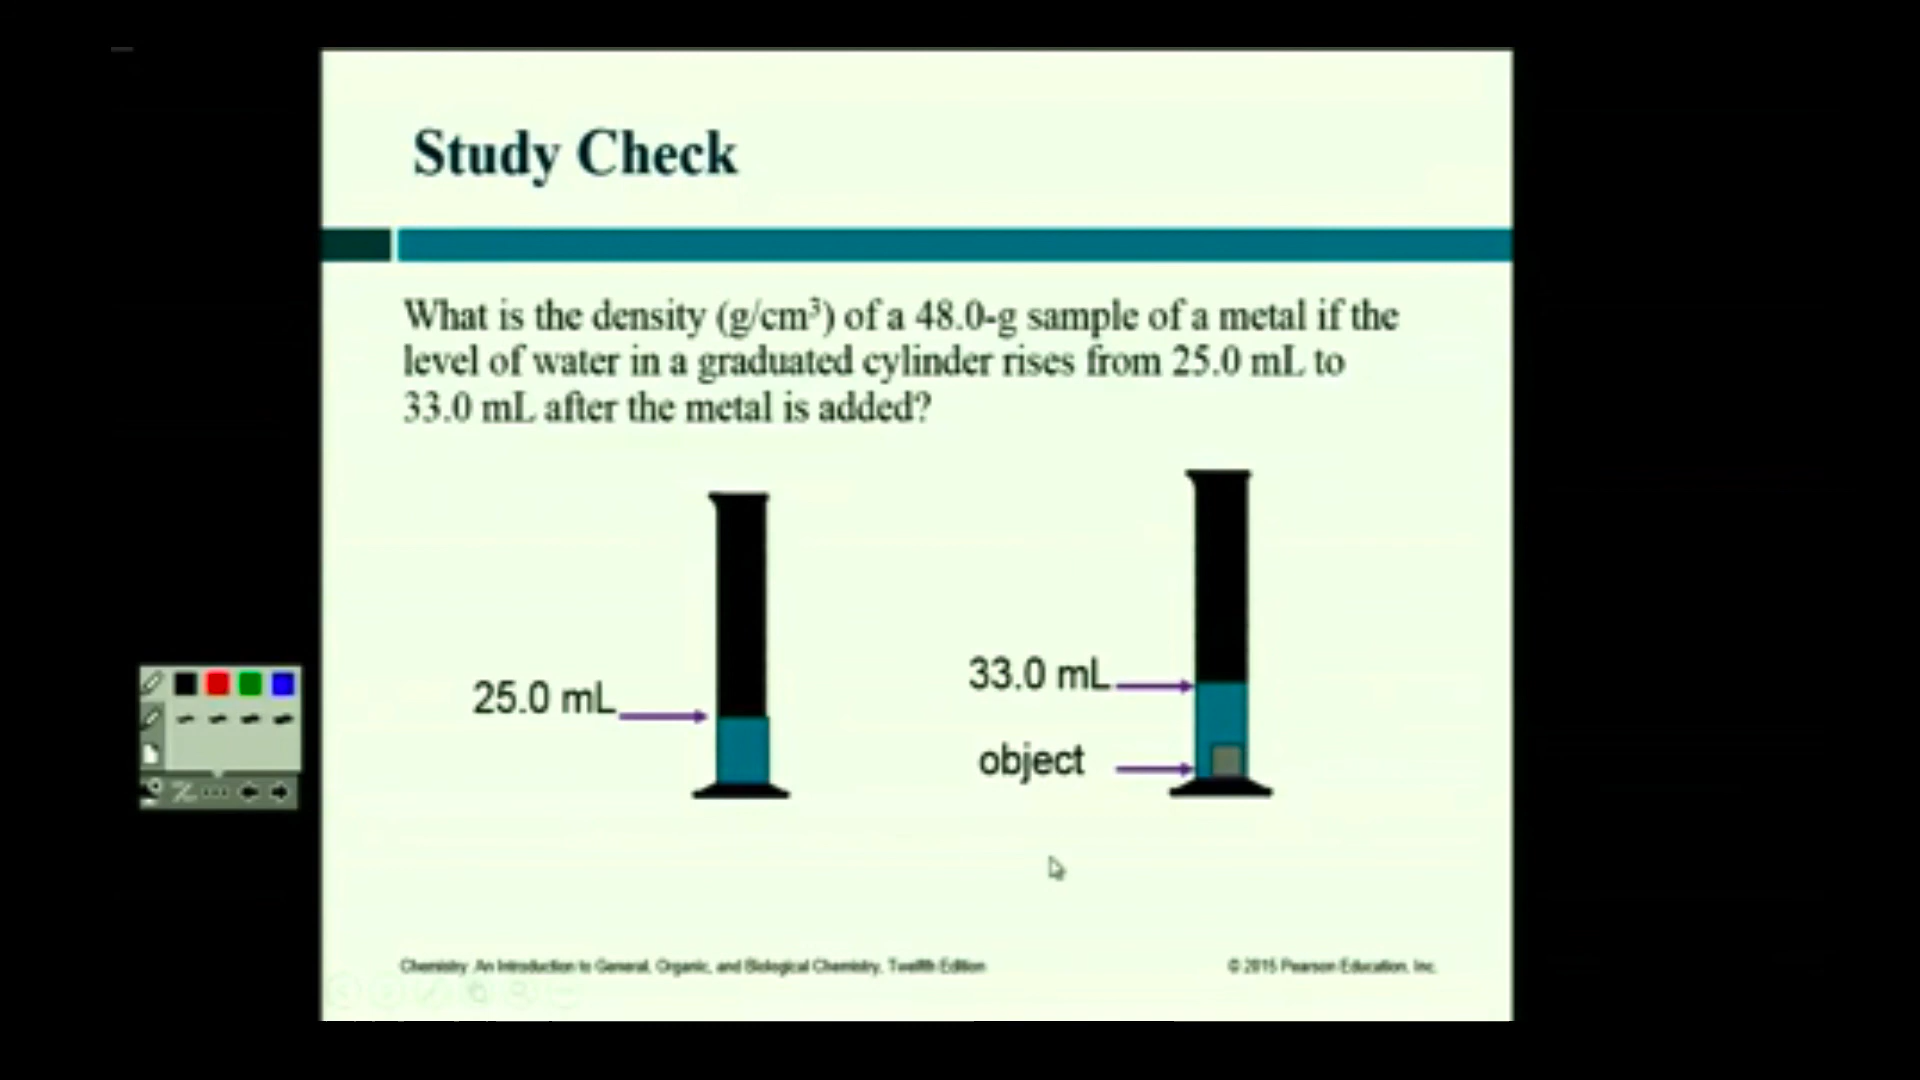 Study Check
What is the density (g/cm³) of a 48.0-g sample of a metal if the
level of water in a graduated cylinder rises from 25.0 mL to
33.0 mL after the metal is added?
25.0 mL
33.0 mL
object
Chemistry: An Introduction to General, Organic, and Biological Chemistry, Twelfth Edition
© 2015 Pearson Education, Inc.